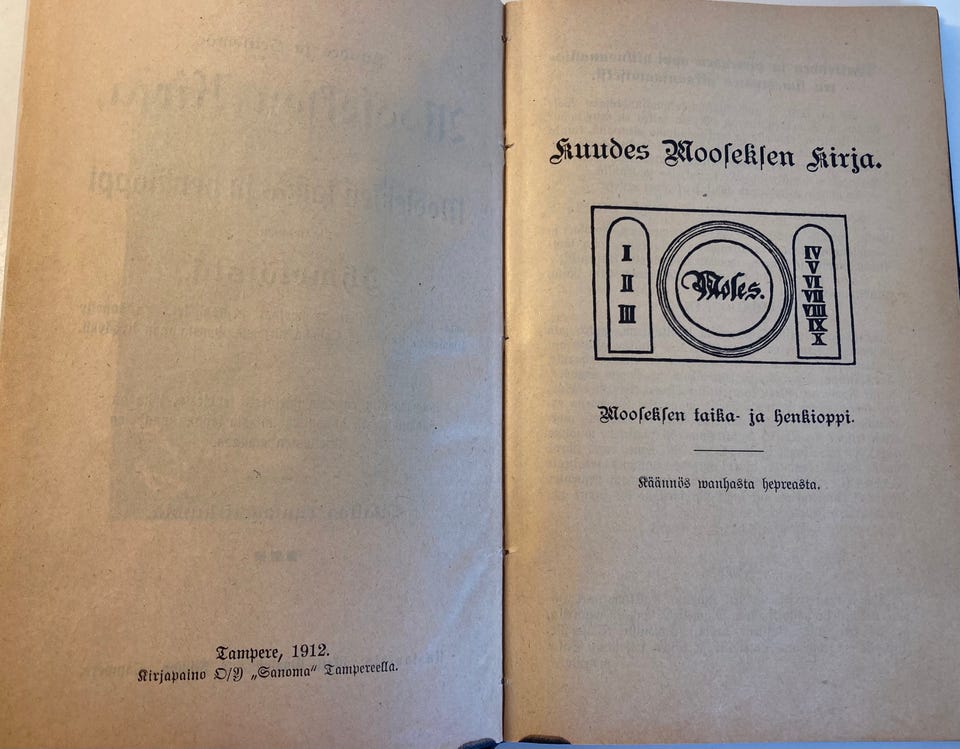 Tampere, 1912.
Kirjapaino O/Y „Sanoma“ Tampereella.
Kuudes Mooseksen Kirja.
I
II
III
Moses.
IV
V
VI
VII
VIII
IX
X
Mooseksen taika- ja henkioppi.
Käännös wanhasta hepreasta.